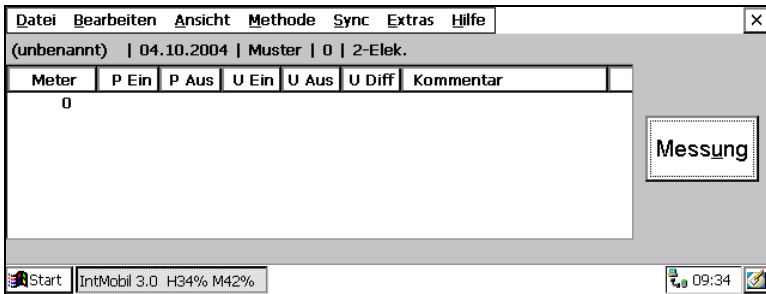 Datei Bearbeiten Ansicht Methode Sync Extras Hilfe
(unbenannt) | 04.10.2004 | Muster | 0 | 2-Elek.
Meter P Ein P Aus U Ein U Aus U Diff Kommentar
0
Messung
Start IntMobil 3.0 H34% M42% 09:34